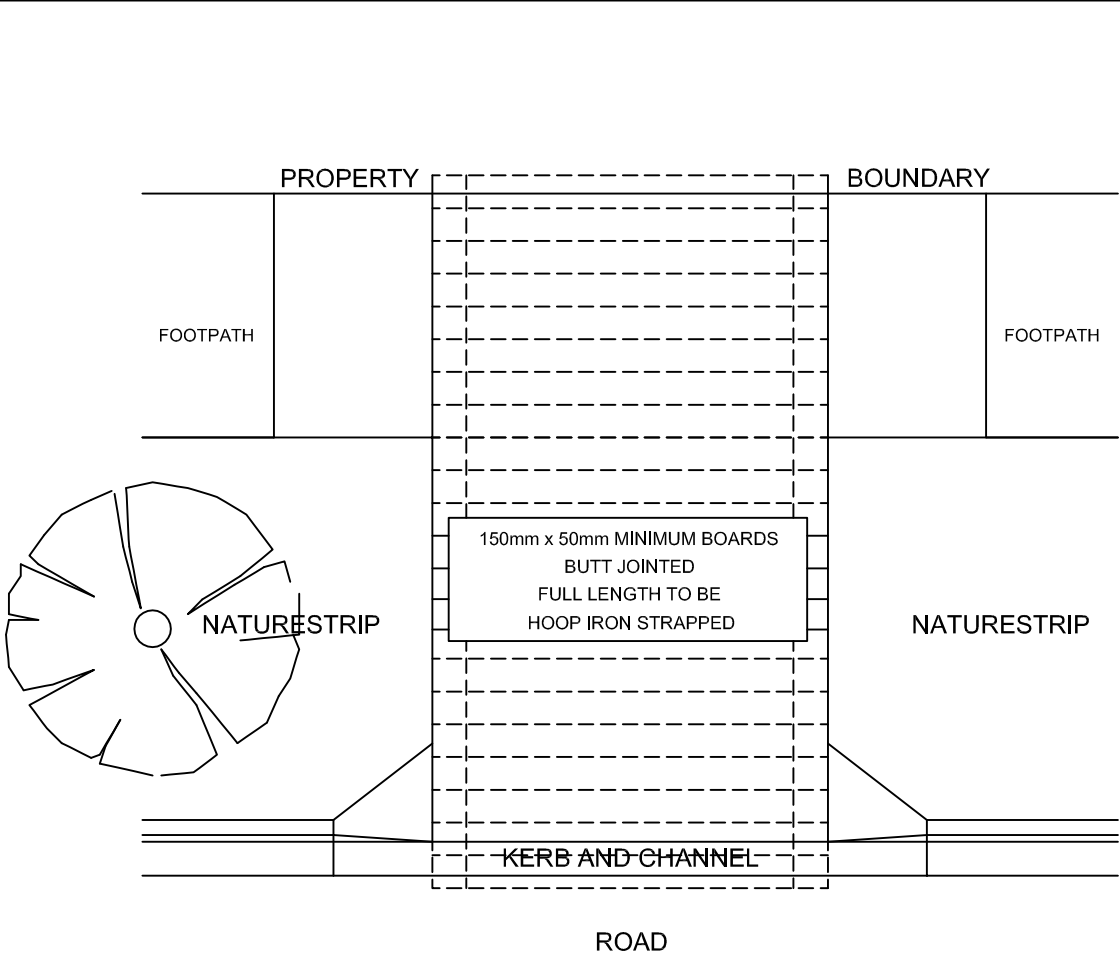 PROPERTY
BOUNDARY
FOOTPATH
FOOTPATH
150mm x 50mm MINIMUM BOARDS
BUTT JOINTED
FULL LENGTH TO BE
HOOP IRON STRAPPED
NATURESTRIP
NATURESTRIP
KERB AND CHANNEL
ROAD